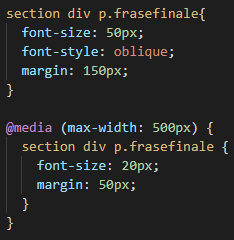 section div p.frasefinale{
  font-size: 50px;
  font-style: oblique;
  margin: 150px;
}

@media (max-width: 500px) {
  section div p.frasefinale {
    font-size: 20px;
    margin: 50px;
  }
}